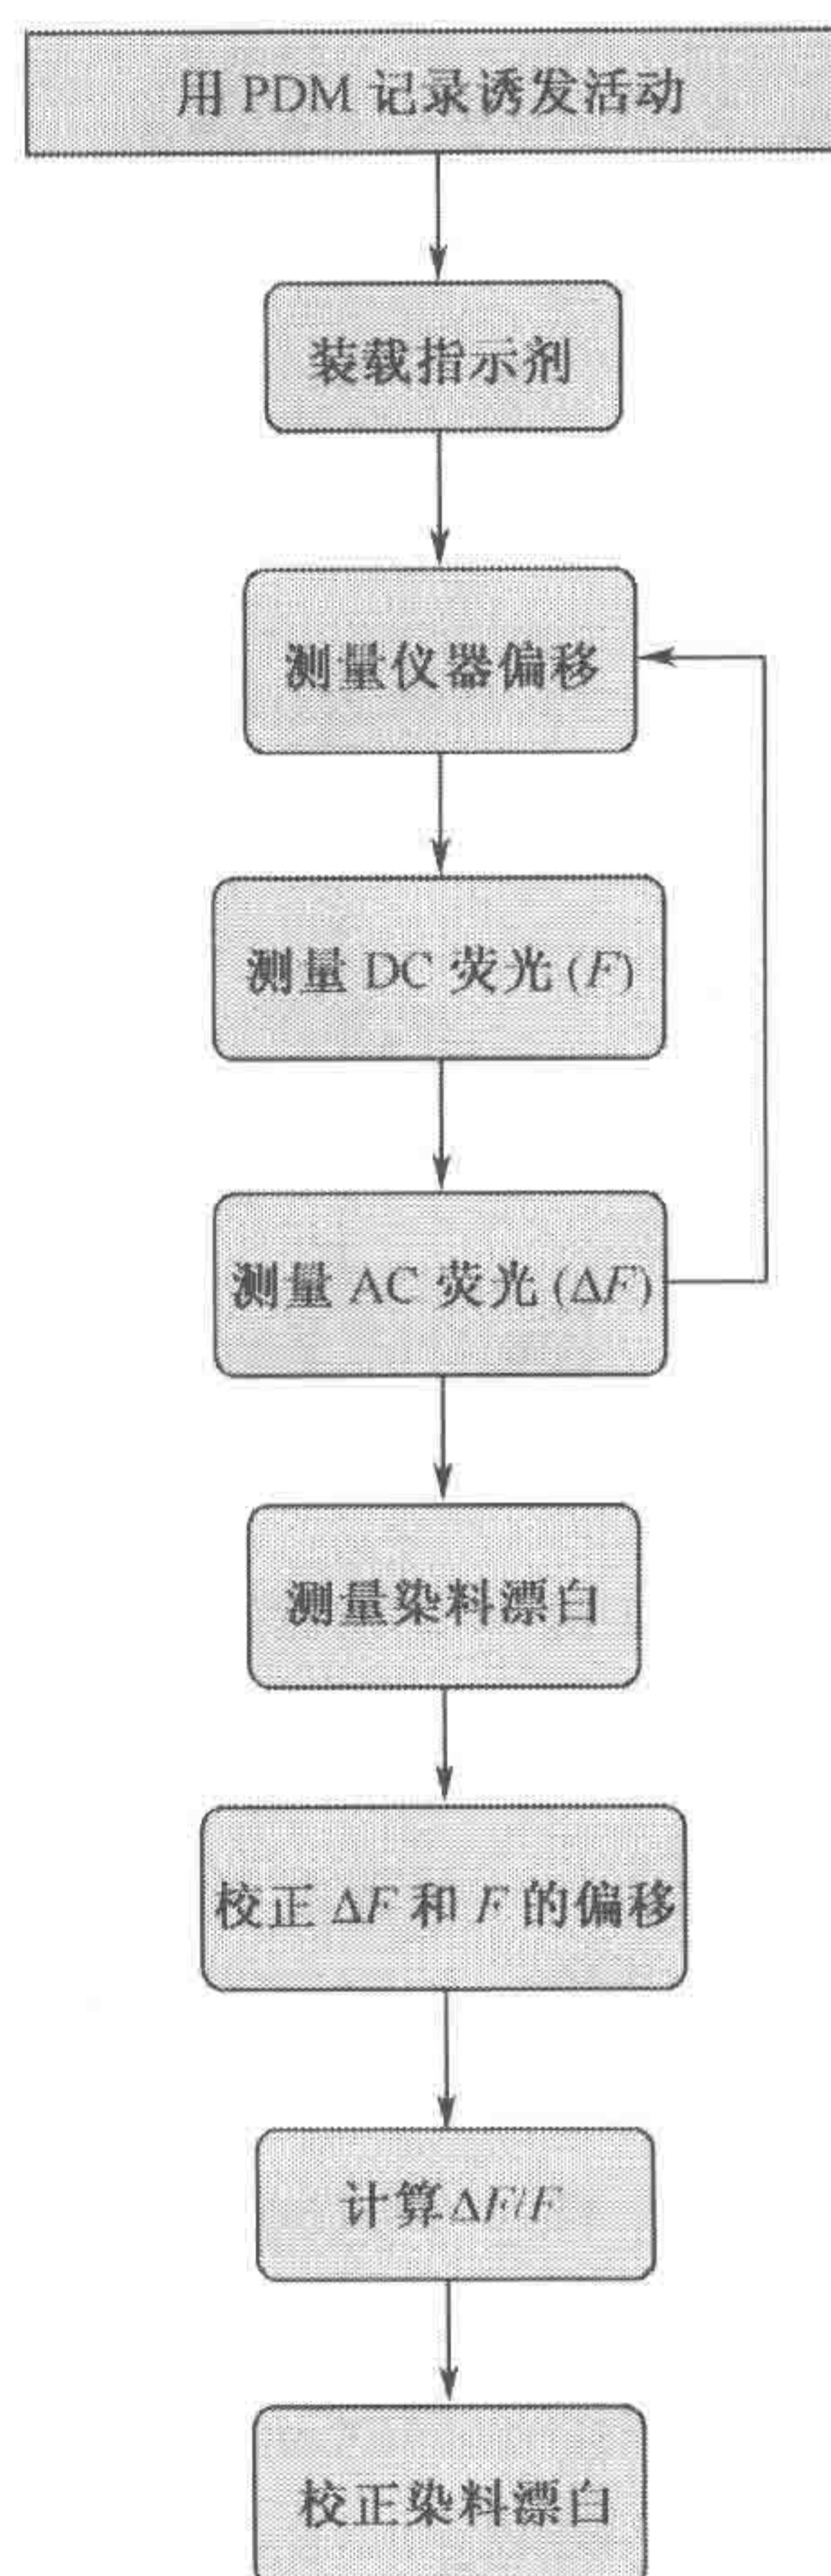 用 PDM 记录诱发活动
装载指示剂
测量仪器偏移
测量 DC 荧光 (F)
测量 AC 荧光 (ΔF)
测量染料漂白
校正 ΔF 和 F 的偏移
计算 ΔF/F
校正染料漂白